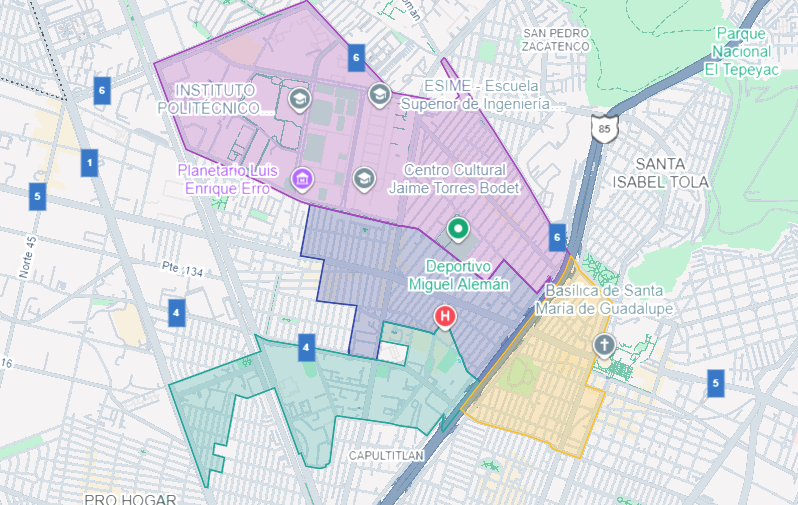 SAN PEDRO
ZACATENCO
Parque
Nacional
El Tepeyac
6
6
INSTITUTO
POLITÉCNICO...
ESIME - Escuela
Superior de Ingeniería...
85
1
5
Planetario Luis
Enrique Erro
Centro Cultural
Jaime Torres Bodet
SANTA
ISABEL TOLA
Norte 45
6
Pte 134
Deportivo
Miguel Alemán
Basílica de Santa
María de Guadalupe
4
H
4
16
5
CAPULTITLAN
PRO HOGAR